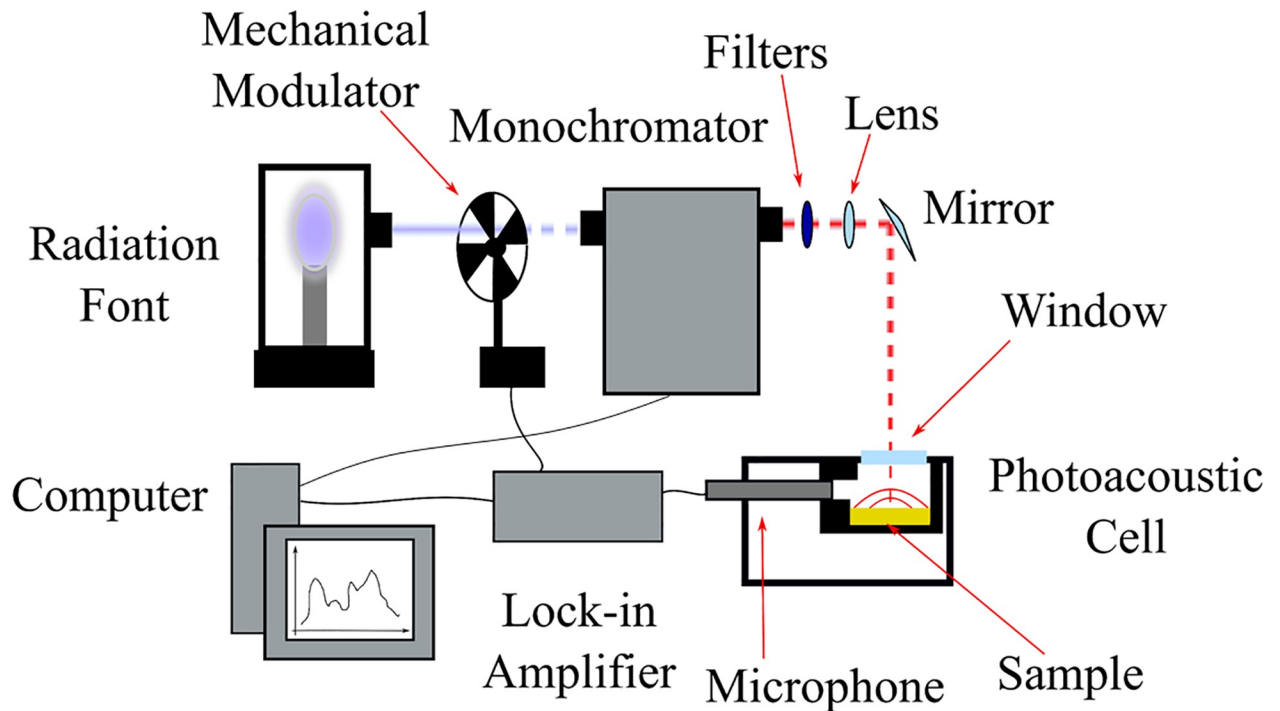 Mechanical
Modulator
Monochromator
Filters
Lens
Mirror
Radiation
Font
Window
Computer
Photoacoustic
Cell
Lock-in
Amplifier
Microphone
Sample